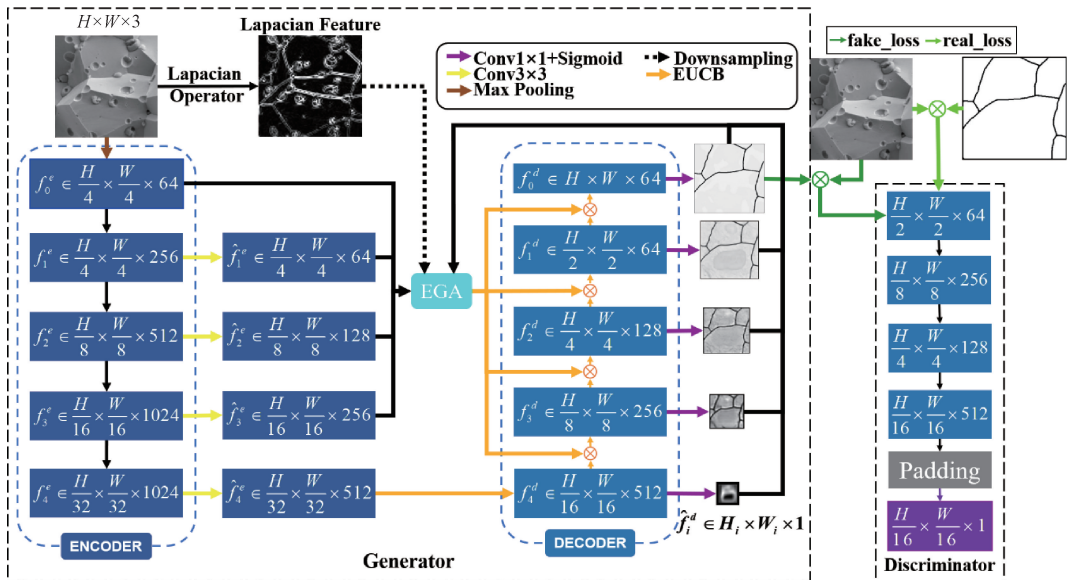 H×W×3
Lapacian Feature
Lapacian
Operator
Conv1×1+Sigmoid
Conv3×3
Max Pooling
Downsampling
EUCB
fake_loss
real_loss
f_0^e ∈ H/4 × W/4 × 64
f_1^e ∈ H/4 × W/4 × 256
f_2^e ∈ H/8 × W/8 × 512
f_3^e ∈ H/16 × W/16 × 1024
f_4^e ∈ H/32 × W/32 × 1024
ENCODER
f̂_1^e ∈ H/4 × W/4 × 64
f̂_2^e ∈ H/8 × W/8 × 128
f̂_3^e ∈ H/16 × W/16 × 256
f̂_4^e ∈ H/32 × W/32 × 512
EGA
f_0^d ∈ H × W × 64
f_1^d ∈ H/2 × W/2 × 64
f_2^d ∈ H/4 × W/4 × 128
f_3^d ∈ H/8 × W/8 × 256
f_4^d ∈ H/16 × W/16 × 512
DECODER
f̂_i^d ∈ H_i × W_i × 1
Generator
H/2 × W/2 × 64
H/8 × W/8 × 256
H/4 × W/4 × 128
H/16 × W/16 × 512
Padding
H/16 × W/16 × 1
Discriminator